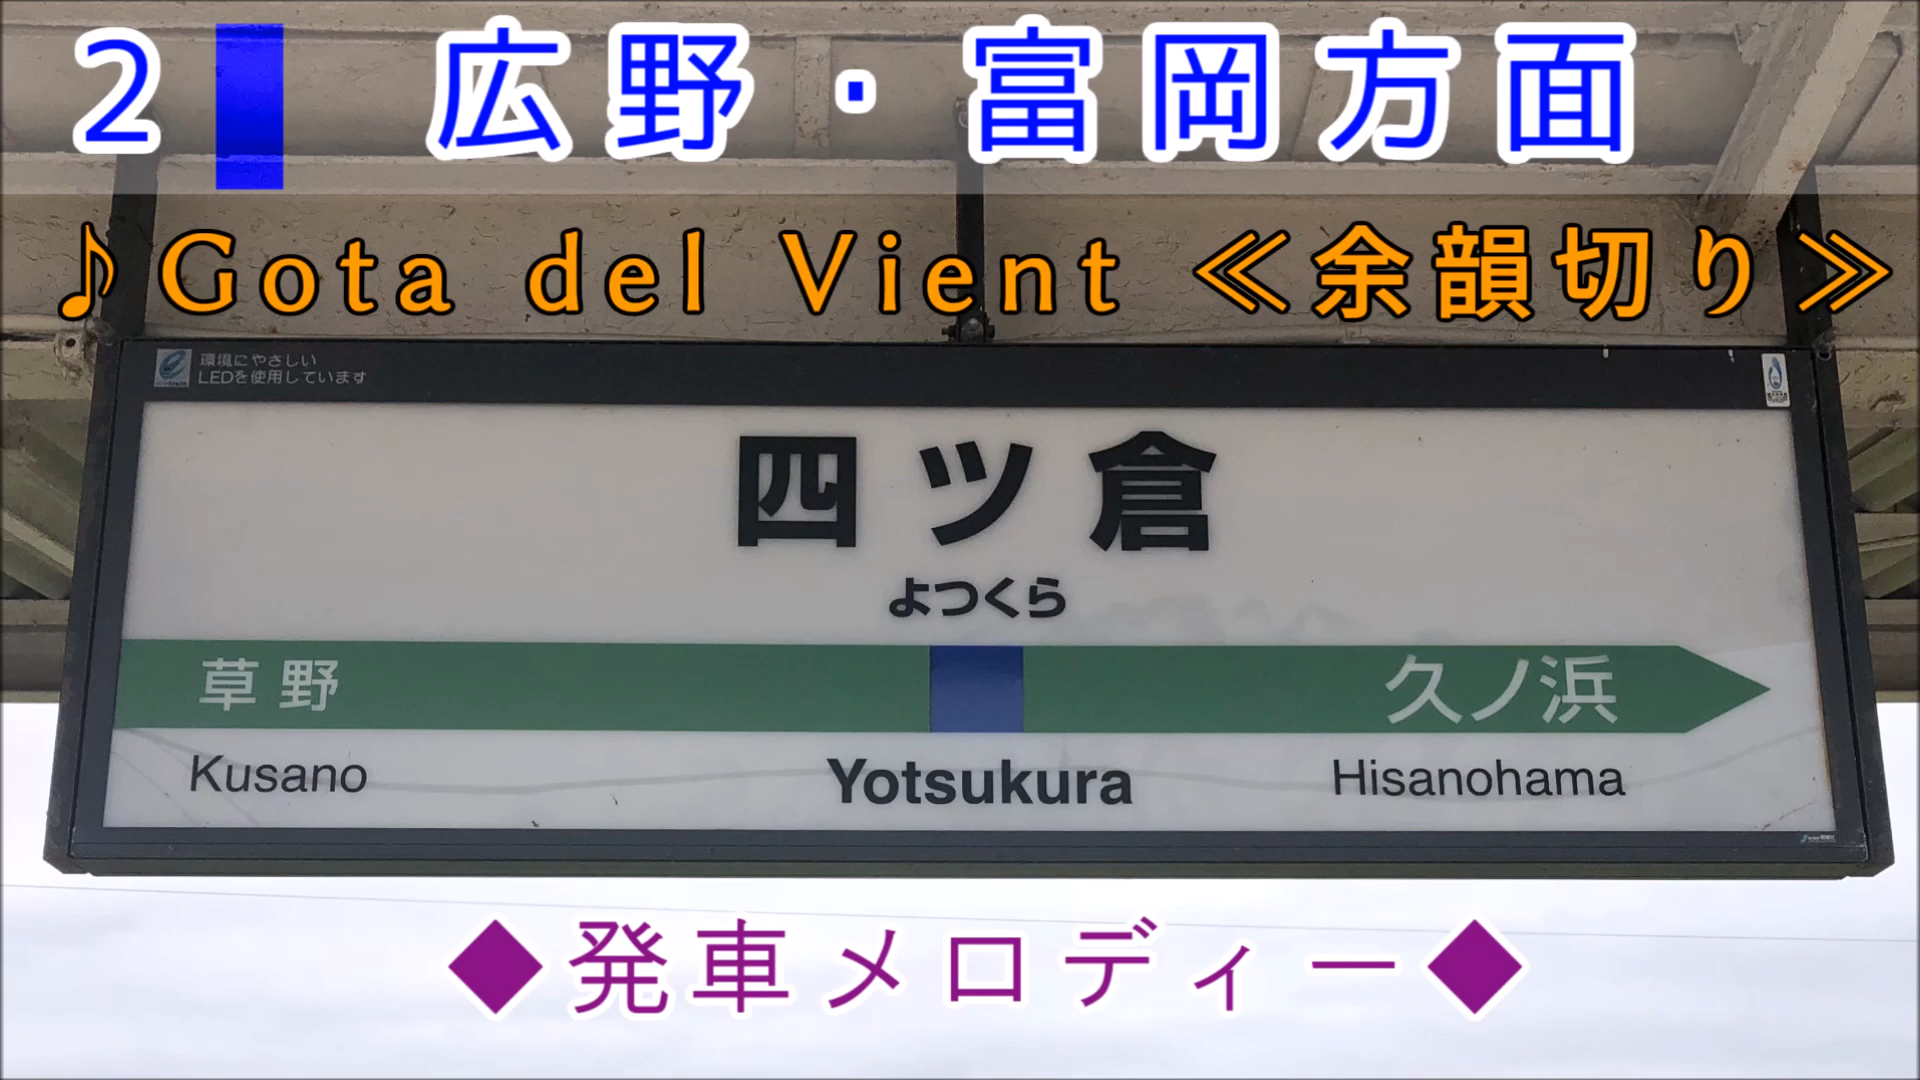 2 広野・富岡方面
♪Gota del Vient ≪余韻切り≫
環境にやさしい
LEDを使用しています
四ツ倉
よつくら
草野 久ノ浜
Kusano Yotsukura Hisanohama
◆発車メロディー◆